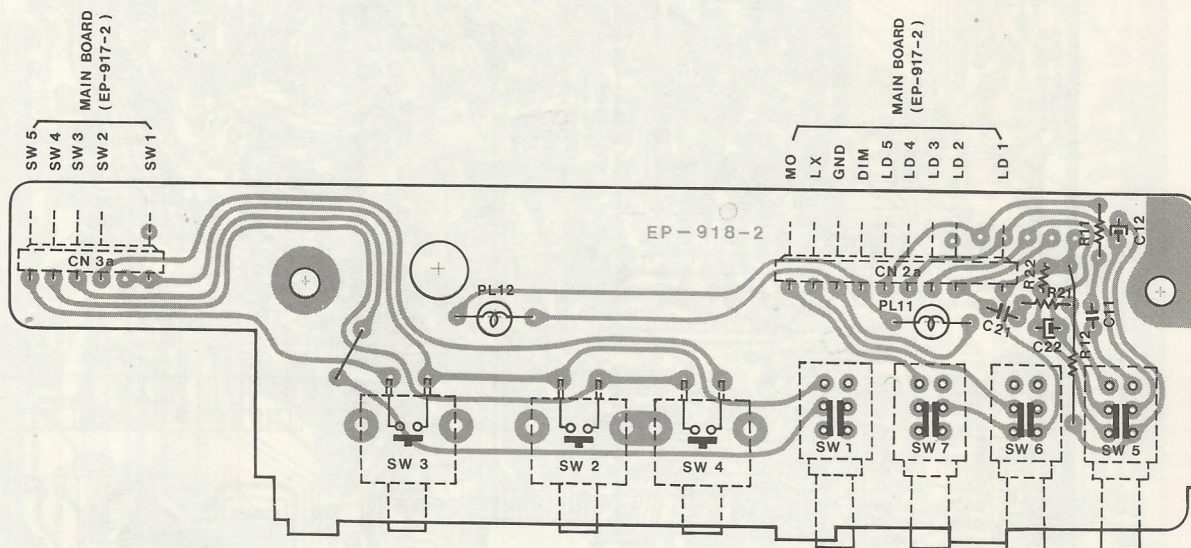 MAIN BOARD
(EP-917-2)
SW 5
SW 4
SW 3
SW 2
SW 1
MAIN BOARD
(EP-917-2)
MO
LX
GND
DIM
LD 5
LD 4
LD 3
LD 2
LD 1
EP-918-2
CN 3a
CN 2a
R11
C12
R22
PL12
PL11
R21
C21
C22
R12
C11
SW 3
SW 2
SW 4
SW 1
SW 7
SW 6
SW 5